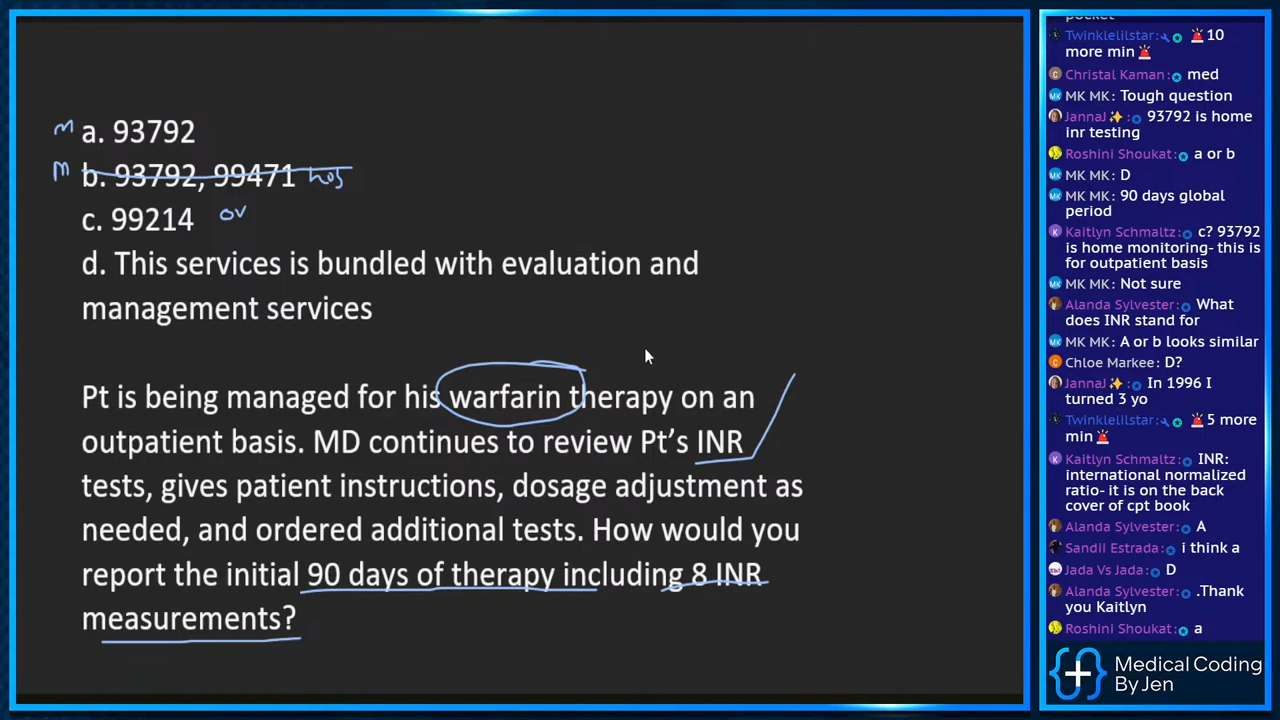 M a. 93792
M b. 93792, 99471 hos
c. 99214 ov
d. This services is bundled with evaluation and
management services
Pt is being managed for his warfarin therapy on an
outpatient basis. MD continues to review Pt’s INR
tests, gives patient instructions, dosage adjustment as
needed, and ordered additional tests. How would you
report the initial 90 days of therapy including 8 INR
measurements?
pocket
Twinklelilstar: 10
more min
Christal Kaman: med
MK MK: Tough question
JannaJ: 93792 is home
inr testing
Roshini Shoukat: a or b
MK MK: D
MK MK: 90 days global
period
Kaitlyn Schmaltz: c? 93792
is home monitoring- this is
for outpatient basis
MK MK: Not sure
Alanda Sylvester: What
does INR stand for
MK MK: A or b looks similar
Chloe Markee: D?
JannaJ: In 1996 I
turned 3 yo
Twinklelilstar: 5 more
min
Kaitlyn Schmaltz: INR:
international normalized
ratio- it is on the back
cover of cpt book
Alanda Sylvester: A
Sandii Estrada: i think a
Jada Vs Jada: D
Alanda Sylvester: .Thank
you Kaitlyn
Roshini Shoukat: a
Medical Coding
By Jen